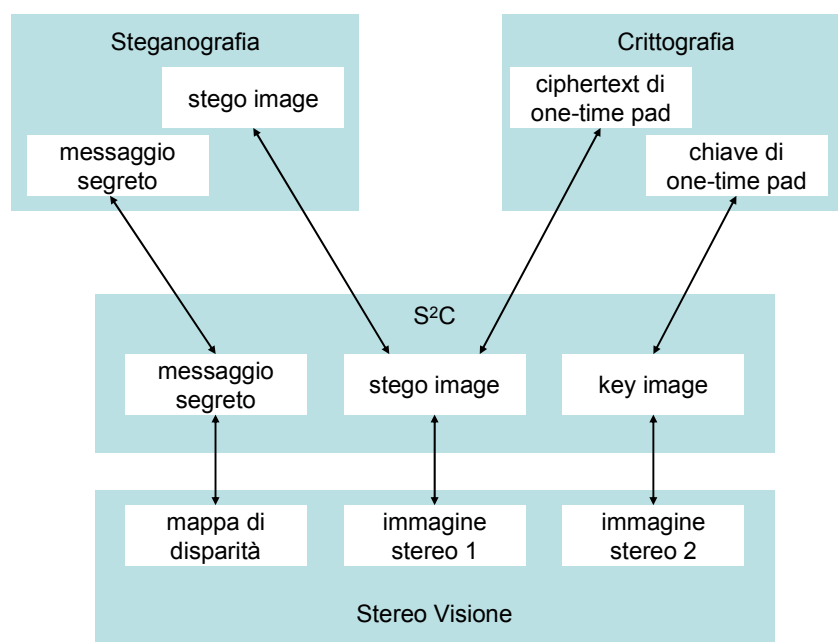 Steganografia
stego image
messaggio
segreto
Crittografia
ciphertext di
one-time pad
chiave di
one-time pad
S²C
messaggio
segreto
stego image
key image
mappa di
disparità
immagine
stereo 1
immagine
stereo 2
Stereo Visione